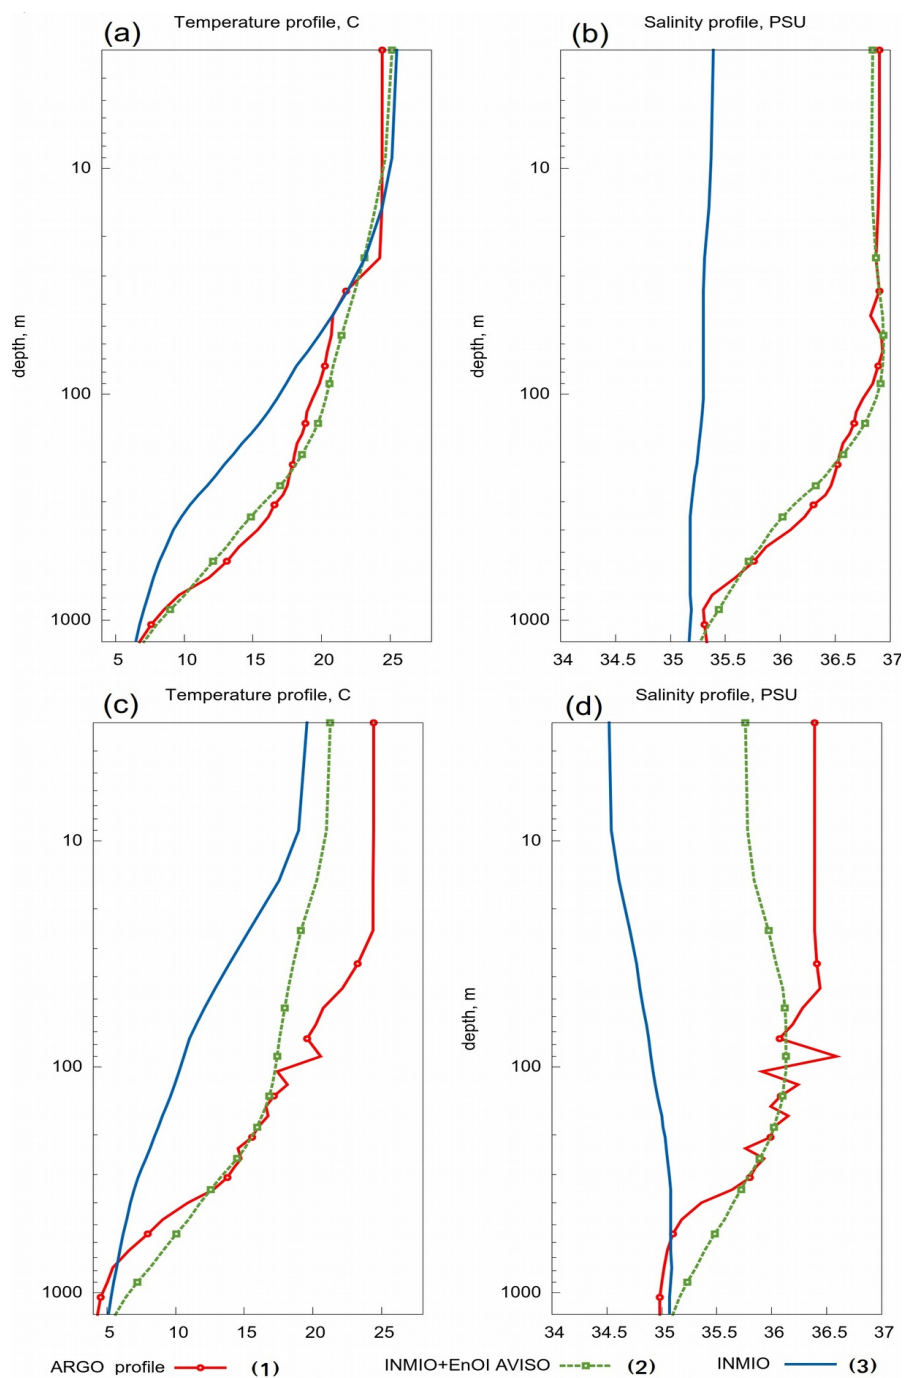 (a) Temperature profile, C
(b) Salinity profile, PSU
depth, m
10
100
1000
5 10 15 20 25
depth, m
10
100
1000
34 34.5 35 35.5 36 36.5 37
(c) Temperature profile, C
(d) Salinity profile, PSU
10
100
1000
5 10 15 20 25
depth, m
10
100
1000
34 34.5 35 35.5 36 36.5 37
ARGO profile (1) INMIO+EnOI AVISO (2) INMIO (3)